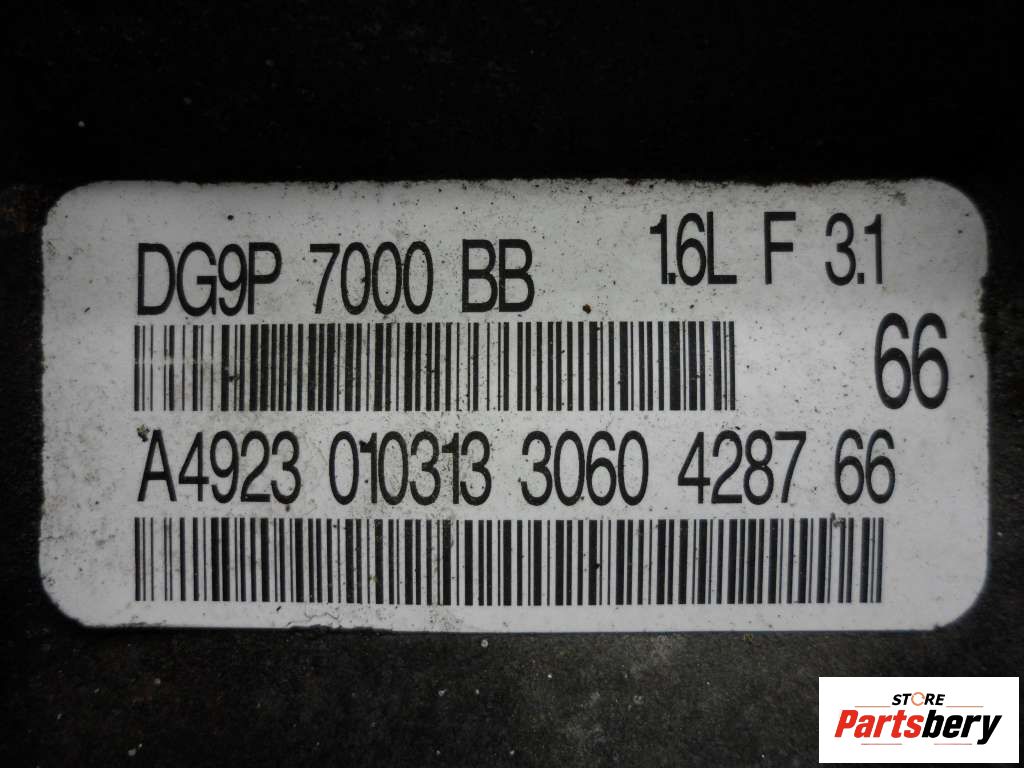 DG9P 7000 BB 1.6L F 3.1
66
A4923 010313 3060 4287 66
STORE
Partsbery